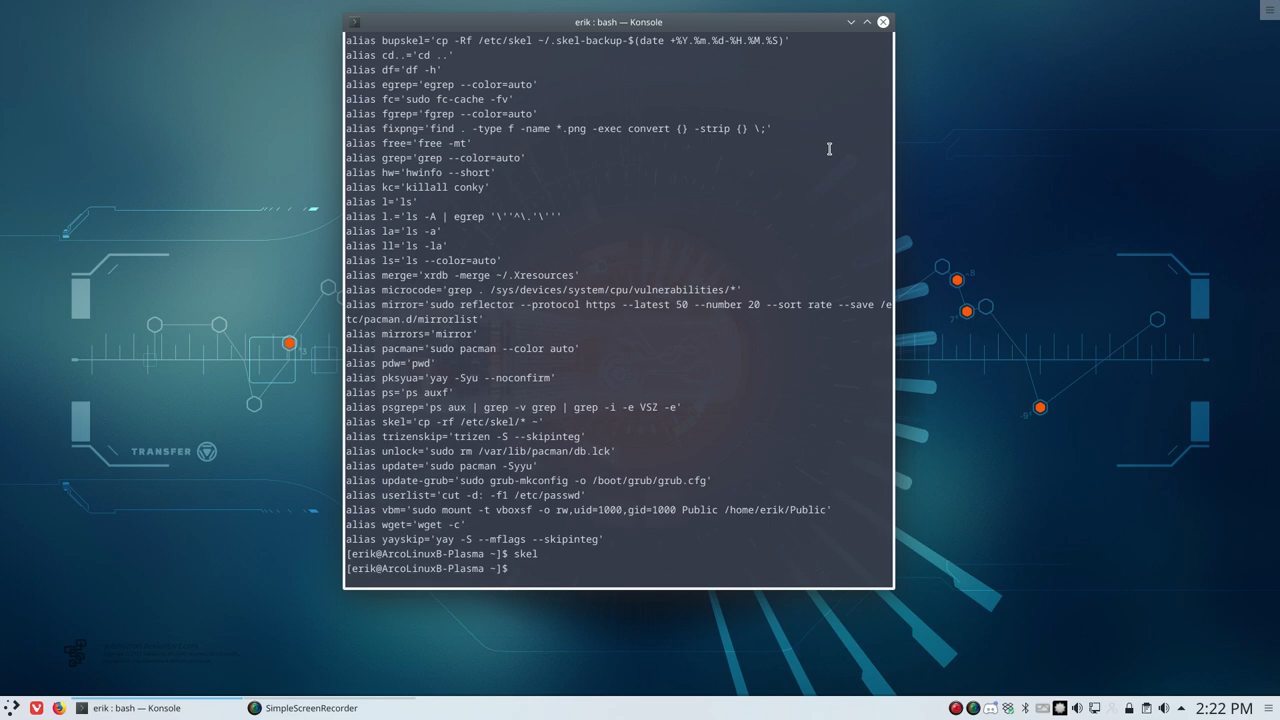 erik : bash — Konsole
alias bupskel='cp -Rf /etc/skel ~/.skel-backup-$(date +%Y.%m.%d-%H.%M.%S)'
alias cd..='cd ..'
alias df='df -h'
alias egrep='egrep --color=auto'
alias fc='sudo fc-cache -fv'
alias fgrep='fgrep --color=auto'
alias fixpng='find . -type f -name *.png -exec convert {} -strip {} \;'
alias free='free -mt'
alias grep='grep --color=auto'
alias hw='hwinfo --short'
alias kc='killall conky'
alias l='ls'
alias l.='ls -A | egrep '\''^\.'\'''
alias la='ls -a'
alias ll='ls -la'
alias ls='ls --color=auto'
alias merge='xrdb -merge ~/.Xresources'
alias microcode='grep . /sys/devices/system/cpu/vulnerabilities/*'
alias mirror='sudo reflector --protocol https --latest 50 --number 20 --sort rate --save /e
tc/pacman.d/mirrorlist'
alias mirrors='mirror'
alias pacman='sudo pacman --color auto'
alias pdw='pwd'
alias pksyua='yay -Syu --noconfirm'
alias ps='ps auxf'
alias psgrep='ps aux | grep -v grep | grep -i -e VSZ -e'
alias skel='cp -rf /etc/skel/* ~'
alias trizenskip='trizen -S --skipinteg'
alias unlock='sudo rm /var/lib/pacman/db.lck'
alias update='sudo pacman -Syyu'
alias update-grub='sudo grub-mkconfig -o /boot/grub/grub.cfg'
alias userlist='cut -d: -f1 /etc/passwd'
alias vbm='sudo mount -t vboxsf -o rw,uid=1000,gid=1000 Public /home/erik/Public'
alias wget='wget -c'
alias yayskip='yay -S --mflags --skipinteg'
[erik@ArcoLinuxB-Plasma ~]$ skel
[erik@ArcoLinuxB-Plasma ~]$
TRANSFER
erik : bash — Konsole
SimpleScreenRecorder
2:22 PM